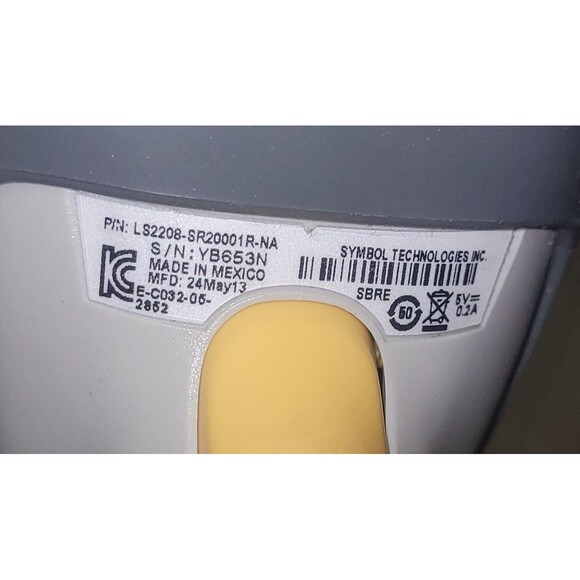 P/N: LS2208-SR20001R-NA
S/N: YB653N
MADE IN MEXICO
MFD: 24May13
E-C032-05-
2852
SYMBOL TECHNOLOGIES INC.
SBRE
50
5V
0.2A